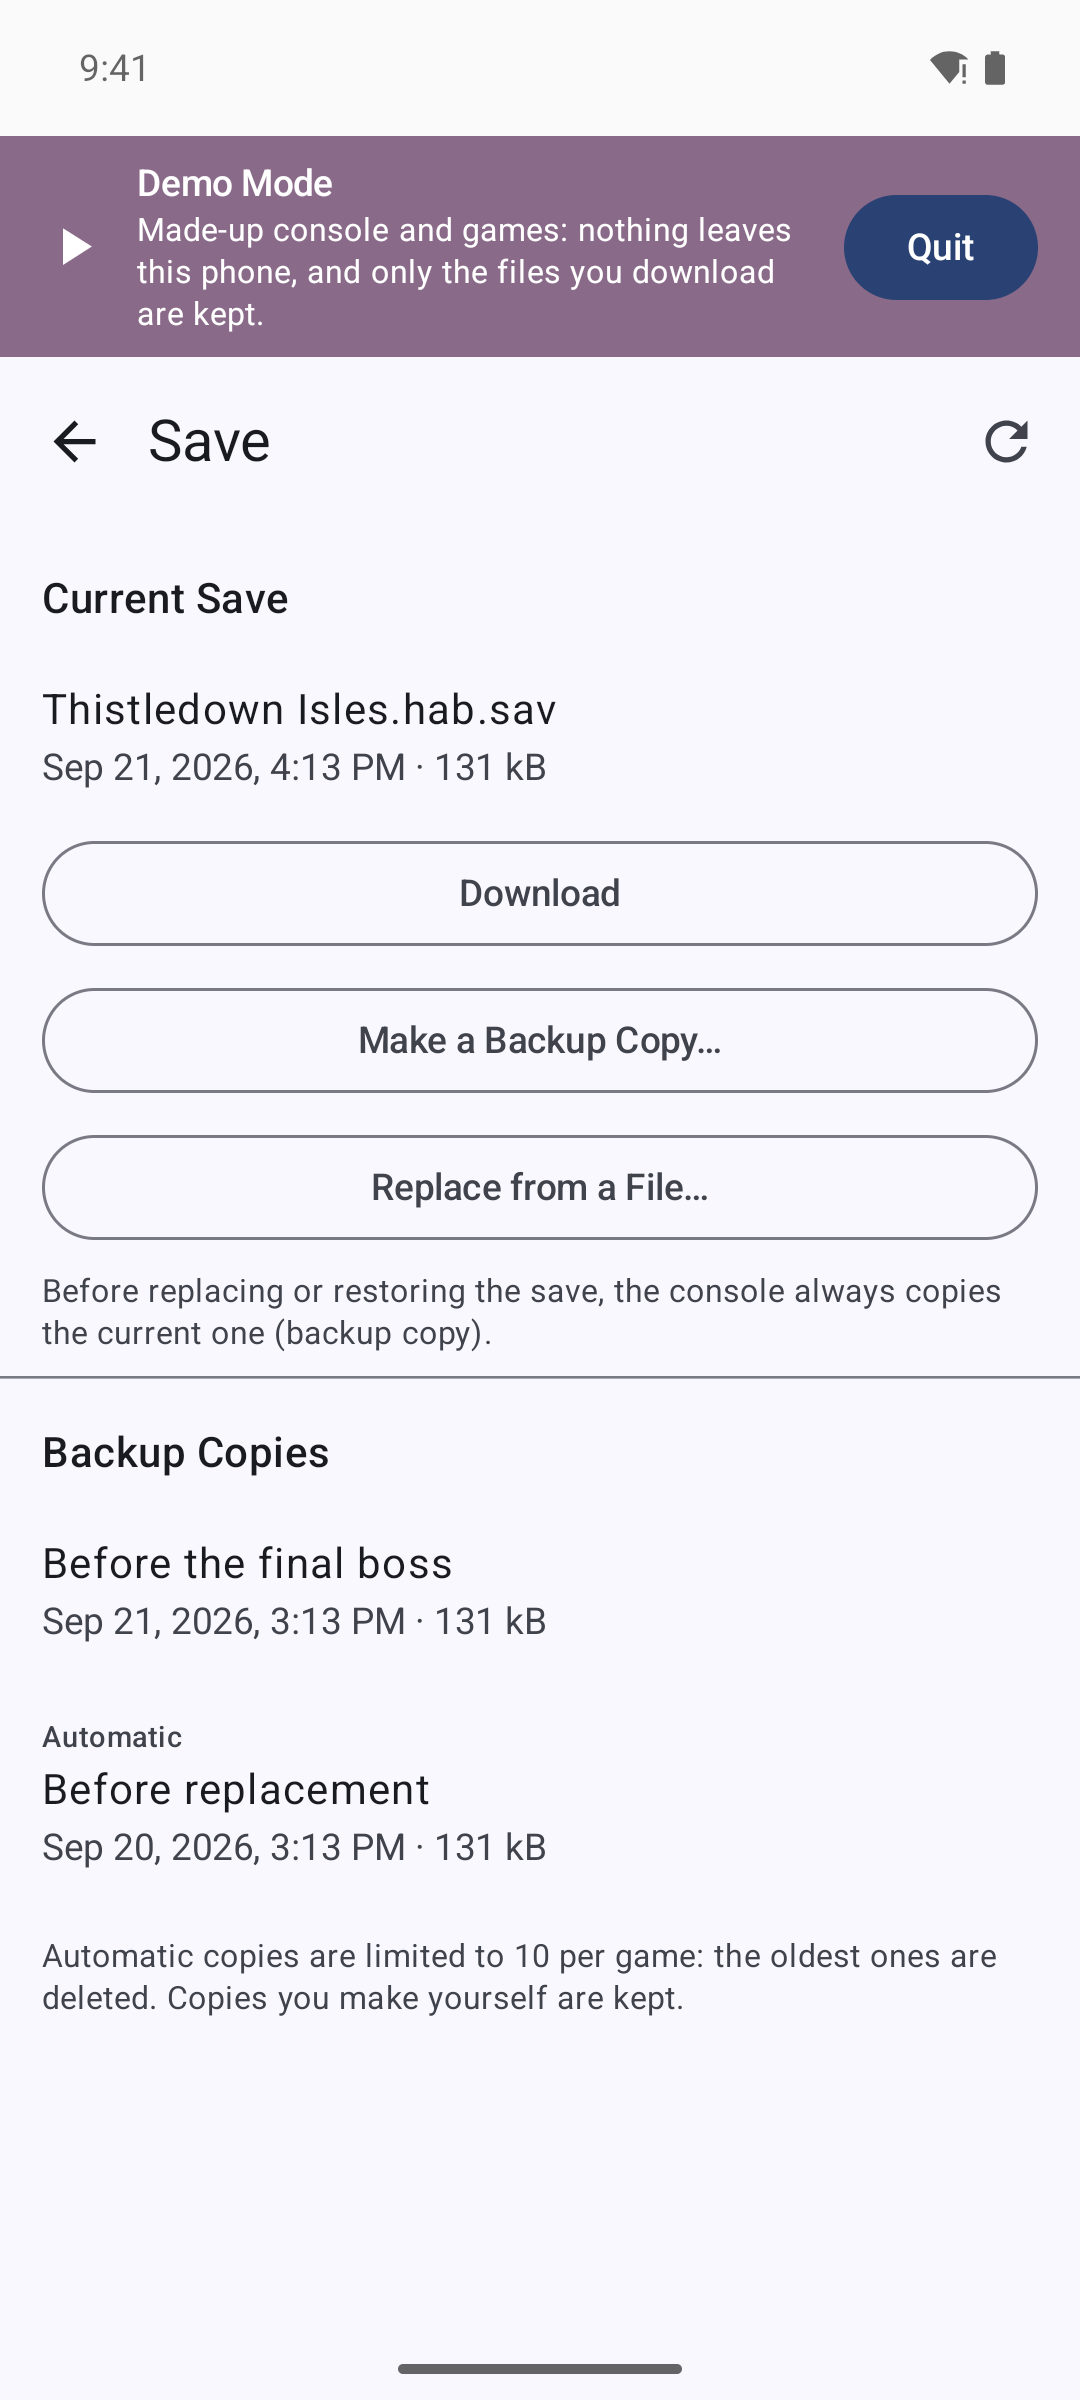 9:41
Demo Mode
Made-up console and games: nothing leaves
this phone, and only the files you download
are kept.
Quit
Save
Current Save
Thistledown Isles.hab.sav
Sep 21, 2026, 4:13 PM · 131 kB
Download
Make a Backup Copy…
Replace from a File…
Before replacing or restoring the save, the console always copies
the current one (backup copy).
Backup Copies
Before the final boss
Sep 21, 2026, 3:13 PM · 131 kB
Automatic
Before replacement
Sep 20, 2026, 3:13 PM · 131 kB
Automatic copies are limited to 10 per game: the oldest ones are
deleted. Copies you make yourself are kept.